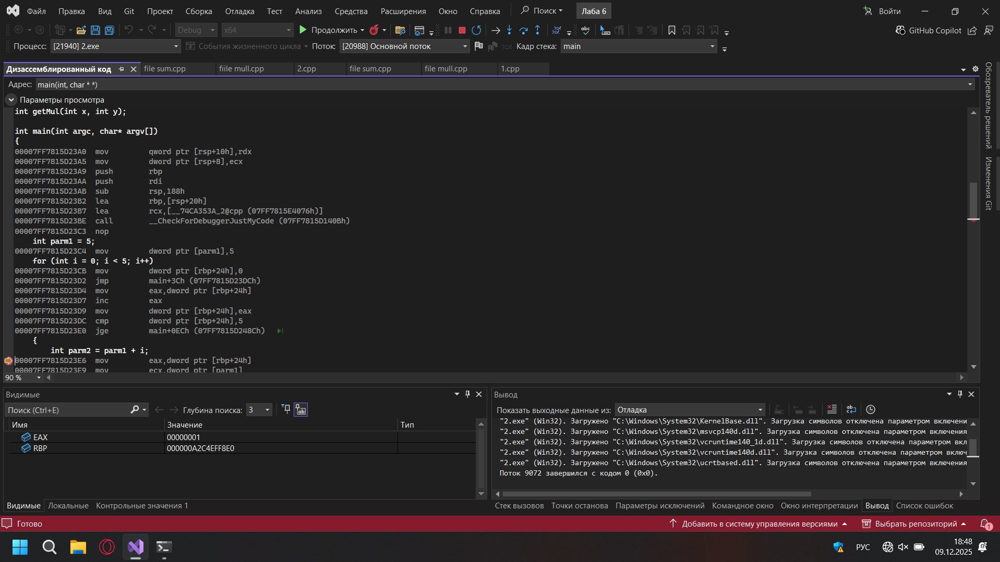 Файл Правка Вид Git Проект Сборка Отладка Тест Анализ Средства Расширения Окно Справка Поиск Лаба 6 Войти
Debug x64 Продолжить GitHub Copilot
Процесс: [21940] 2.exe События жизненного цикла Поток: [20988] Основной поток Кадр стека: main
Дизассемблированный код file sum.cpp fiile mull.cpp 2.cpp file sum.cpp file mull.cpp 1.cpp
Адрес: main(int, char * *)
Параметры просмотра
int getMul(int x, int y);
int main(int argc, char* argv[])
{
00007FF7815D23A0 mov qword ptr [rsp+10h],rdx
00007FF7815D23A5 mov dword ptr [rsp+8],ecx
00007FF7815D23A9 push rbp
00007FF7815D23AA push rdi
00007FF7815D23AB sub rsp,188h
00007FF7815D23B2 lea rbp,[rsp+20h]
00007FF7815D23B7 lea rcx,[__74CA353A_2@cpp (07FF7815E4076h)]
00007FF7815D23BE call __CheckForDebuggerJustMyCode (07FF7815D140Bh)
00007FF7815D23C3 nop
int parm1 = 5;
00007FF7815D23C4 mov dword ptr [parm1],5
for (int i = 0; i < 5; i++)
00007FF7815D23CB mov dword ptr [rbp+24h],0
00007FF7815D23D2 jmp main+3Ch (07FF7815D23DCh)
00007FF7815D23D4 mov eax,dword ptr [rbp+24h]
00007FF7815D23D7 inc eax
00007FF7815D23D9 mov dword ptr [rbp+24h],eax
00007FF7815D23DC cmp dword ptr [rbp+24h],5
00007FF7815D23E0 jge main+0ECh (07FF7815D248Ch)
{
int parm2 = parm1 + i;
00007FF7815D23E6 mov eax,dword ptr [rbp+24h]
00007FF7815D23E9 mov ecx,dword ptr [parm1]
90 %
Обозреватель решений
Изменения Git
Видимые
Поиск (Ctrl+E) Глубина поиска: 3
Имя Значение Тип
EAX 00000001
RBP 000000A2C4EFF8E0
Видимые Локальные Контрольные значения 1
Вывод
Показать выходные данные из: Отладка
"2.exe" (Win32). Загружено "C:\Windows\System32\KernelBase.dll". Загрузка символов отключена параметром включени
"2.exe" (Win32). Загружено "C:\Windows\System32\msvcp140d.dll". Загрузка символов отключена параметром включения
"2.exe" (Win32). Загружено "C:\Windows\System32\vcruntime140_1d.dll". Загрузка символов отключена параметром вкл
"2.exe" (Win32). Загружено "C:\Windows\System32\vcruntime140d.dll". Загрузка символов отключена параметром включ
"2.exe" (Win32). Загружено "C:\Windows\System32\ucrtbased.dll". Загрузка символов отключена параметром включения
Поток 9072 завершился с кодом 0 (0x0).
Стек вызовов Точки останова Параметры исключений Командное окно Окно интерпретации Вывод Список ошибок
Готово Добавить в систему управления версиями Выбрать репозиторий 1
РУС 18:48
09.12.2025